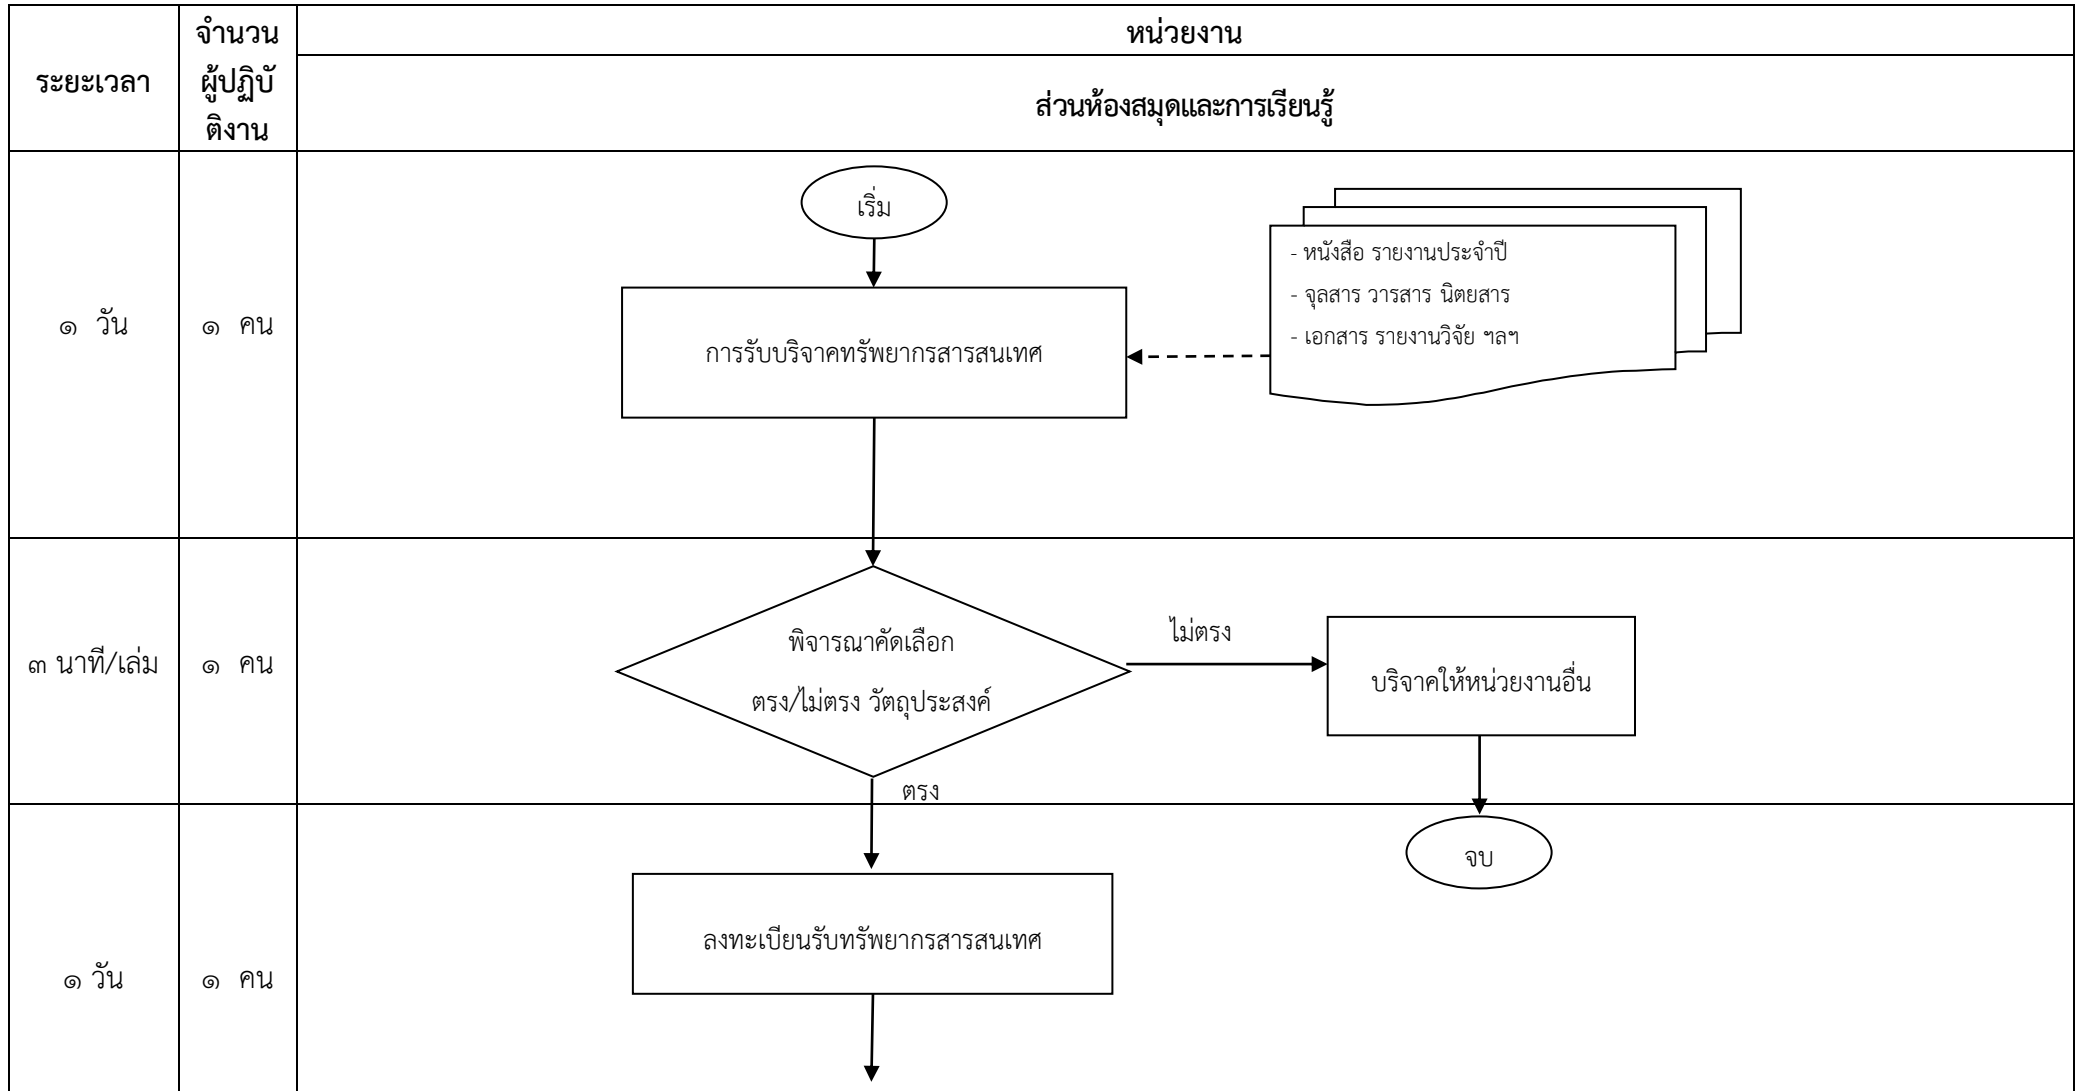 ระยะเวลา
จำนวน
ผู้ปฏิบั
ติงาน
หน่วยงาน
ส่วนห้องสมุดและการเรียนรู้
๑ วัน
๑ คน
เริ่ม
การรับบริจาคทรัพยากรสารสนเทศ
- หนังสือ รายงานประจำปี
- จุลสาร วารสาร นิตยสาร
- เอกสาร รายงานวิจัย ฯลฯ
๓ นาที/เล่ม
๑ คน
พิจารณาคัดเลือก
ตรง/ไม่ตรง วัตถุประสงค์
ไม่ตรง
บริจาคให้หน่วยงานอื่น
ตรง
จบ
๑ วัน
๑ คน
ลงทะเบียนรับทรัพยากรสารสนเทศ